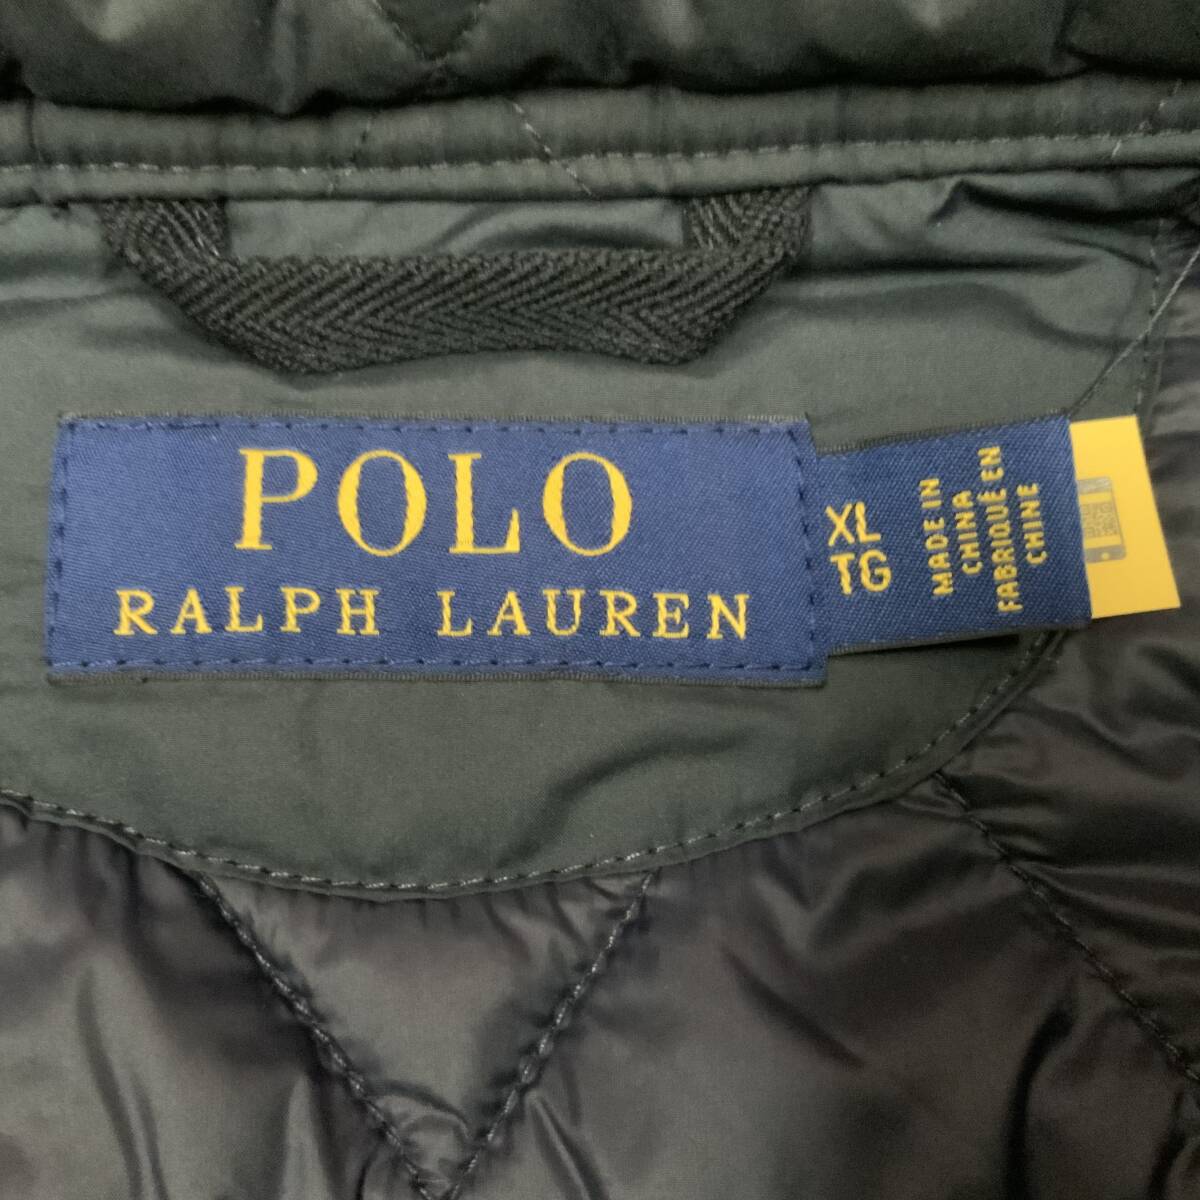 POLO
RALPH LAUREN
XL
TG
MADE IN
CHINA
FABRIQUÉ EN
CHINE